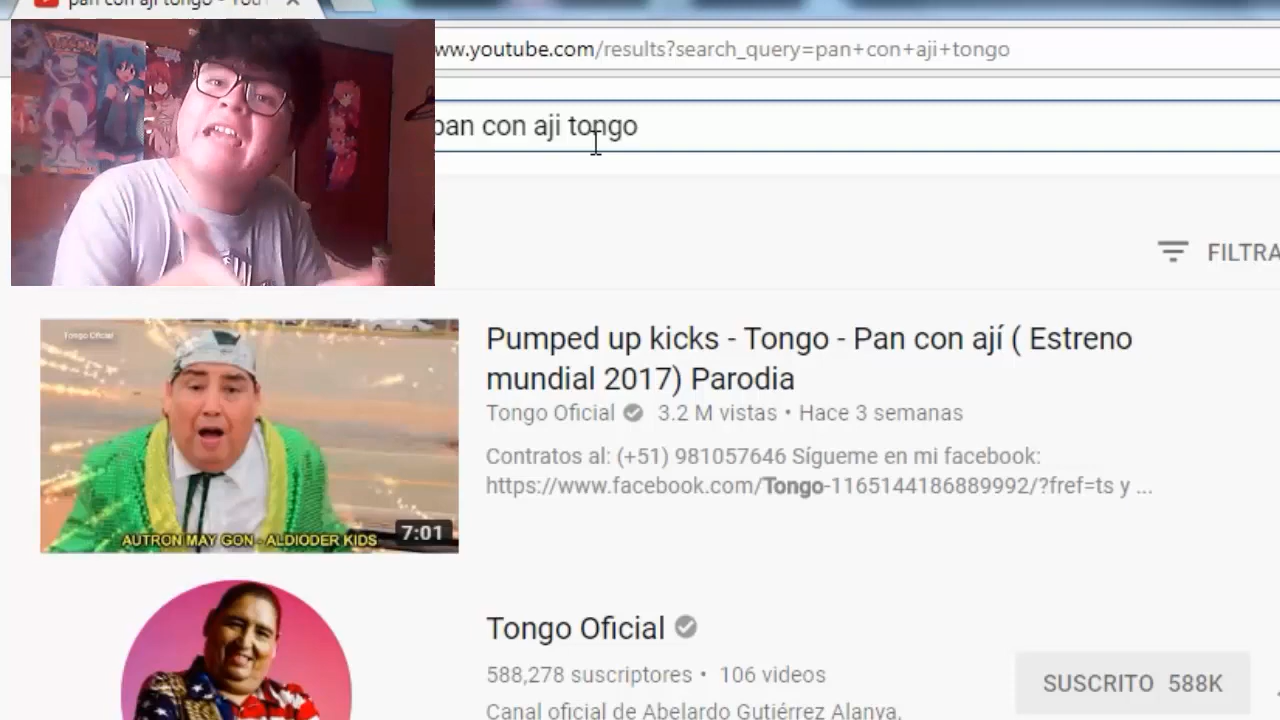 pan con aji tongo - YouT
ww.youtube.com/results?search_query=pan+con+aji+tongo
pan con aji tongo
FILTRA
Tongo Oficial
Pumped up kicks - Tongo - Pan con ají ( Estreno
mundial 2017) Parodia
Tongo Oficial 3.2 M vistas • Hace 3 semanas
Contratos al: (+51) 981057646 Sígueme en mi facebook:
https://www.facebook.com/Tongo-1165144186889992/?fref=ts y ...
AUTRON MAY GON - ALDIODER KIDS
7:01
Tongo Oficial
588,278 suscriptores • 106 videos
SUSCRITO 588K
Canal oficial de Abelardo Gutiérrez Alanya.